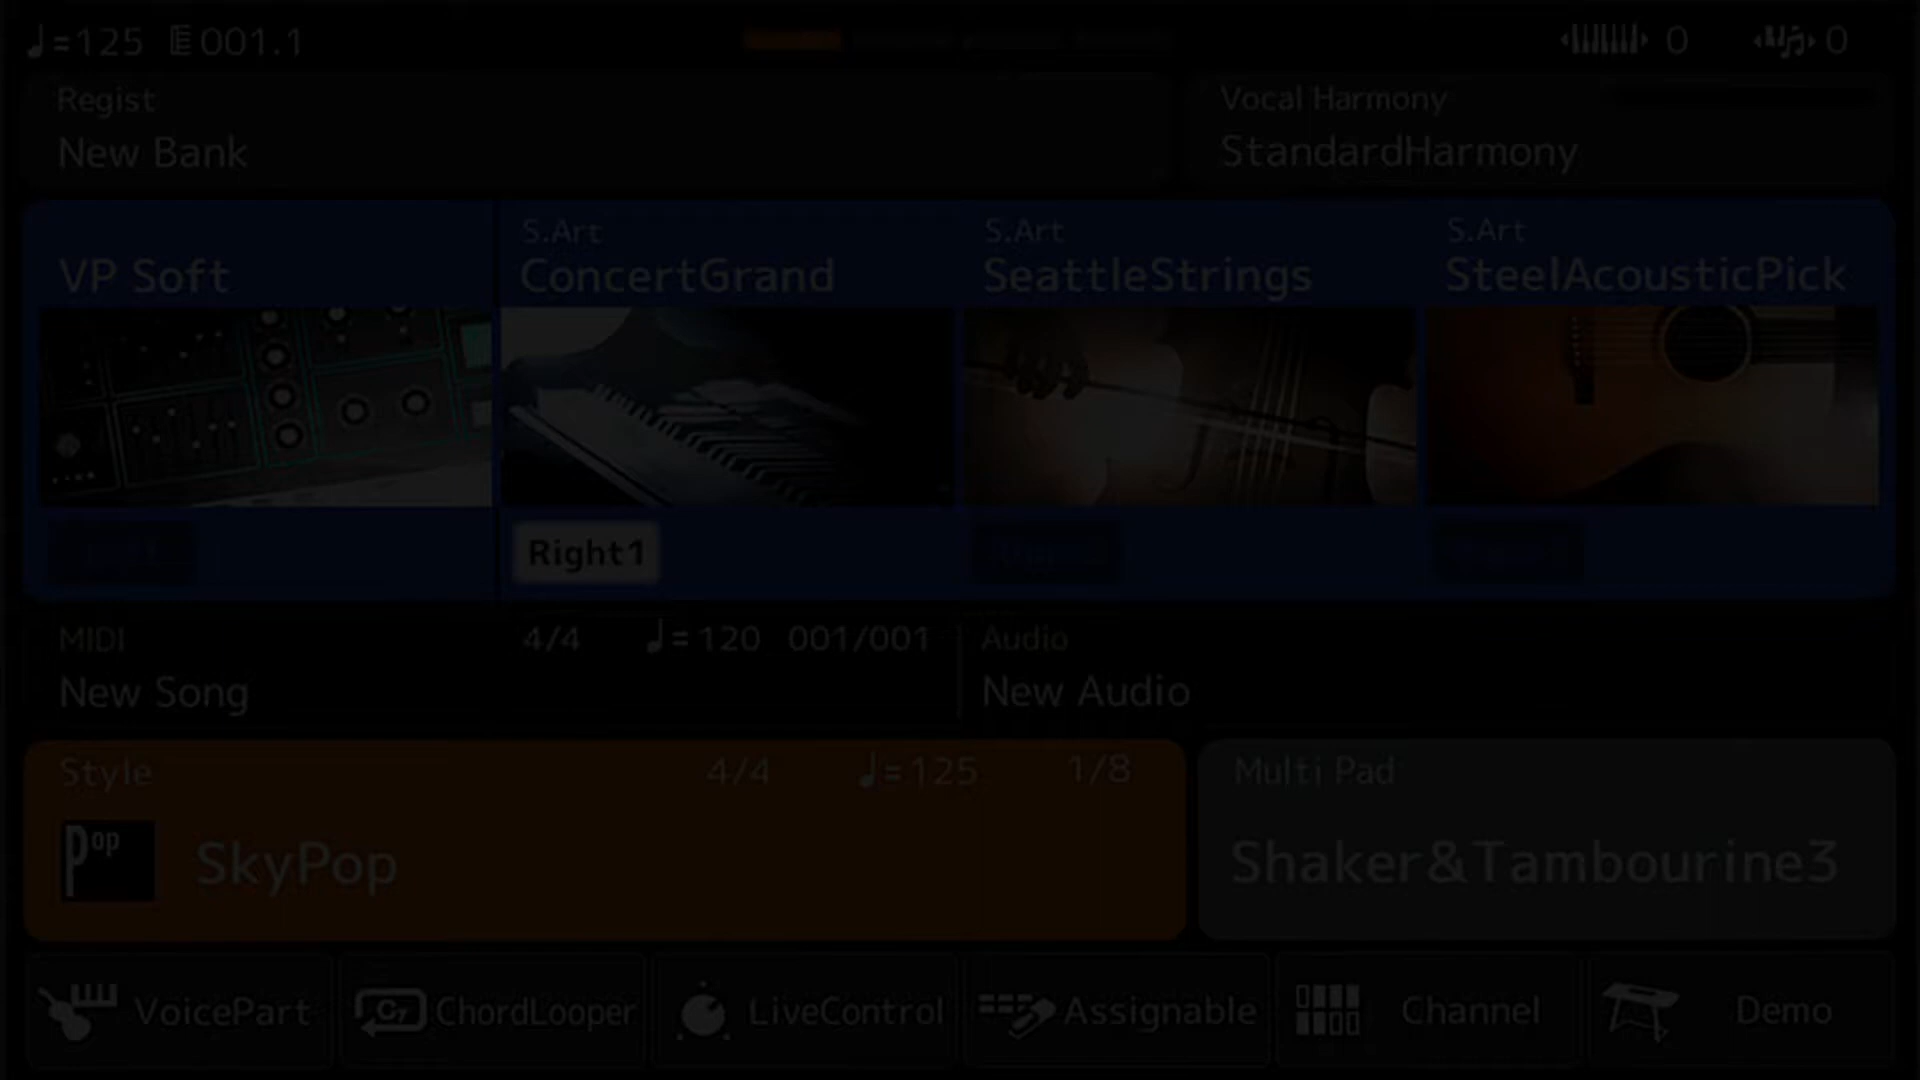 ♩=125 001.1
0 0
Regist
New Bank
Vocal Harmony
StandardHarmony
VP Soft
S.Art
ConcertGrand
S.Art
SeattleStrings
S.Art
SteelAcousticPick
Right1
MIDI 4/4 ♩=120 001/001
New Song
Audio
New Audio
Style 4/4 ♩=125 1/8
Pop
SkyPop
Multi Pad
Shaker&Tambourine3
VoicePart
C7 ChordLooper
LiveControl
Assignable
Channel
Demo